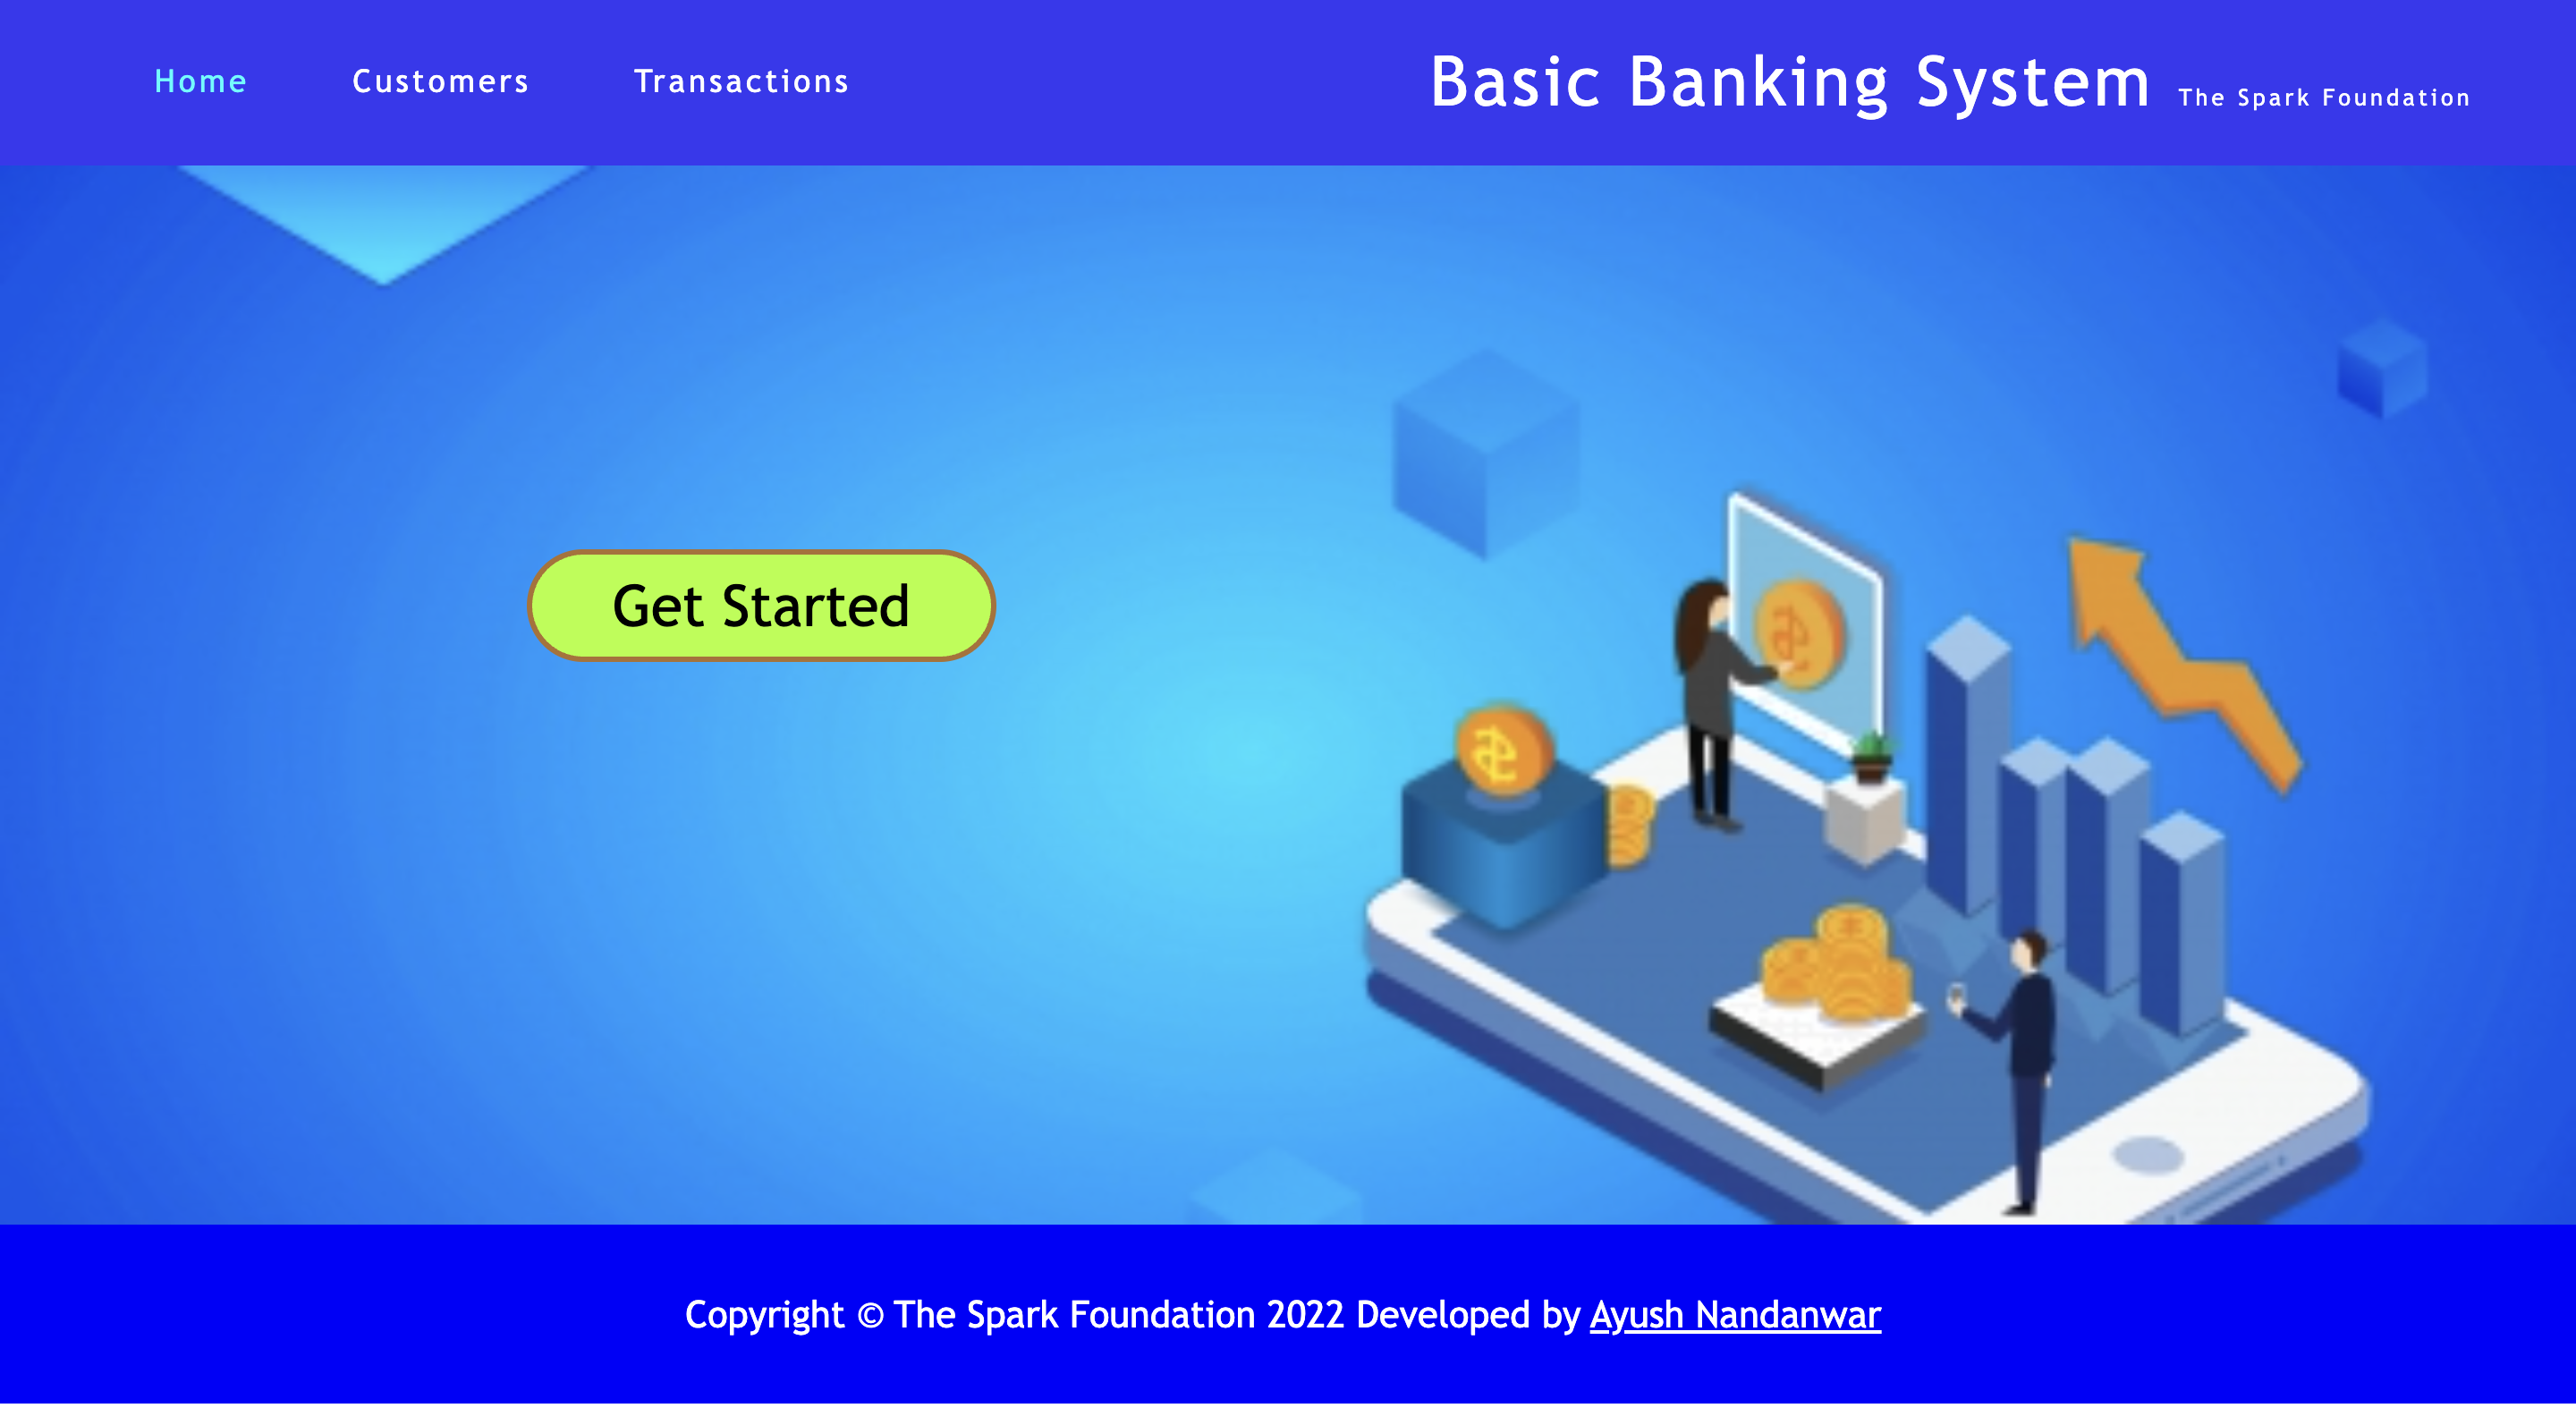 Home Customers Transactions Basic Banking System The Spark Foundation
Get Started
Copyright © The Spark Foundation 2022 Developed by Ayush Nandanwar